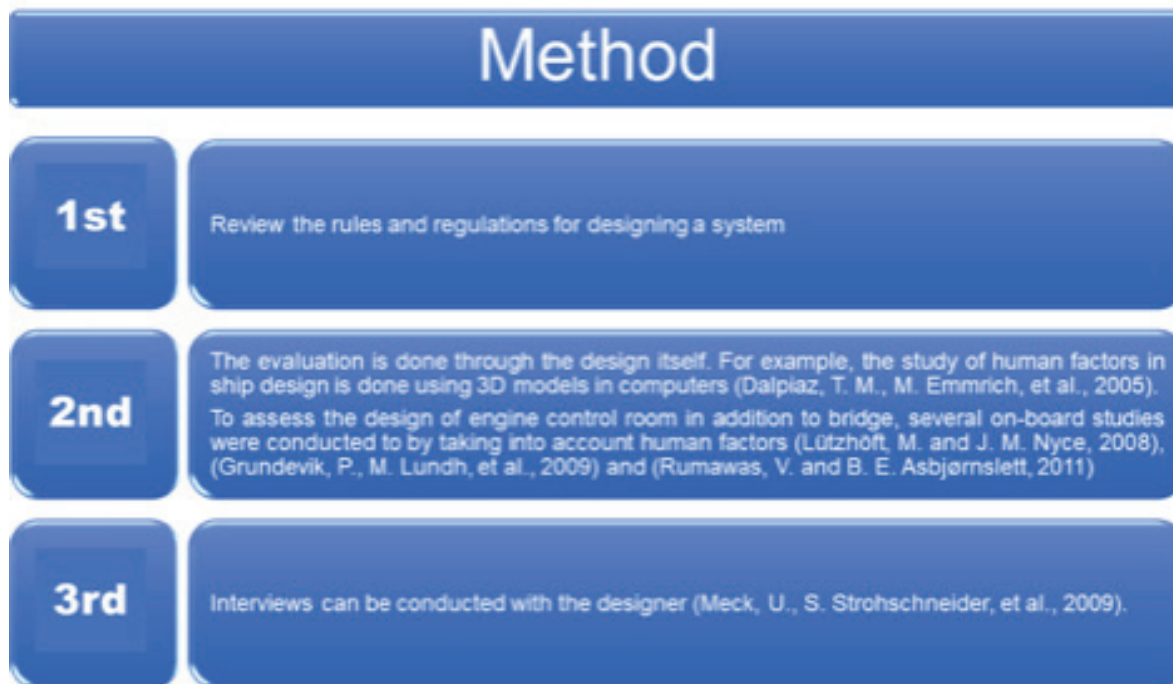 Method
1st
Review the rules and regulations for designing a system
2nd
The evaluation is done through the design itself. For example, the study of human factors in
ship design is done using 3D models in computers (Dalpiaz, T. M., M. Emmrich, et al., 2005).
To assess the design of engine control room in addition to bridge, several on-board studies
were conducted to by taking into account human factors (Lützhöft, M. and J. M. Nyce, 2008),
(Grundevik, P., M. Lundh, et al., 2009) and (Rumawas, V. and B. E. Asbjørnslett, 2011)
3rd
Interviews can be conducted with the designer (Meck, U., S. Strohschneider, et al., 2009).